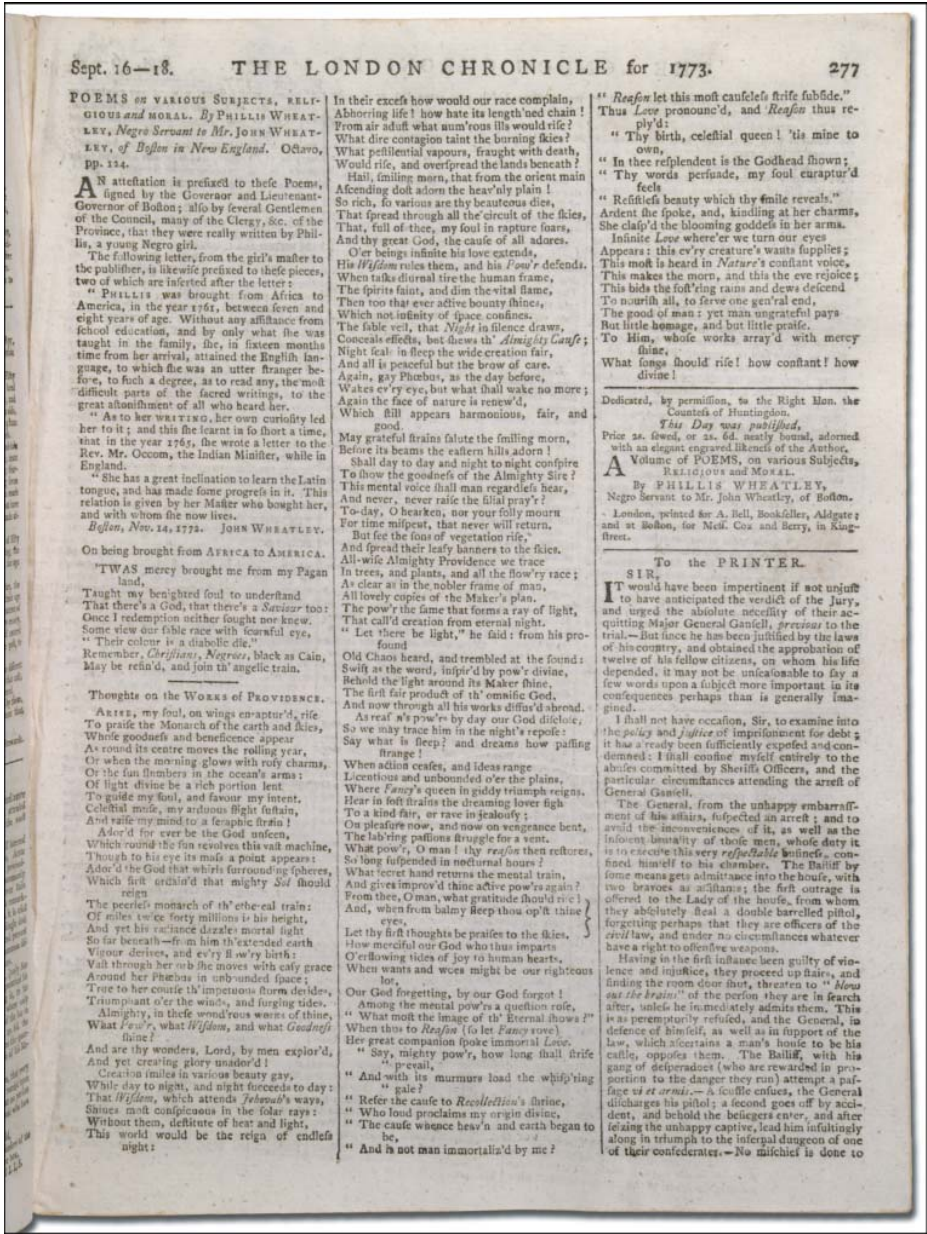 Sept. 16—18. THE LONDON CHRONICLE for 1773. 277
POEMS on VARIOUS SUBJECTS, RELI-
GIOUS and MORAL. By PHILLIS WHEAT-
LEY, Negro Servant to Mr. JOHN WHEAT-
LEY, of Boſton in New England. Octavo,
pp. 124.
AN atteſtation is prefixed to theſe Poems,
ſigned by the Governor and Lieutenant-
Governor of Boſton; alſo by ſeveral Gentlemen
of the Council, many of the Clergy, &c. of the
Province, that they were really written by Phil-
lis, a young Negro girl.
The following letter, from the girl's maſter to
the publiſher, is likewiſe prefixed to theſe pieces,
two of which are inſerted after the letter:
“ PHILLIS was brought from Africa to
America, in the year 1761, between ſeven and
eight years of age. Without any aſſiſtance from
ſchool education, and by only what ſhe was
taught in the family, ſhe, in ſixteen months
time from her arrival, attained the Engliſh lan-
guage, to which ſhe was an utter ſtranger be-
fore, to ſuch a degree, as to read any, the moſt
difficult parts of the ſacred writings, to the
great aſtoniſhment of all who heard her.
“ As to her WRITING, her own curioſity led
her to it; and this ſhe learnt in ſo ſhort a time,
that in the year 1765, ſhe wrote a letter to the
Rev. Mr. Occom, the Indian Miniſter, while in
England.
“ She has a great inclination to learn the Latin
tongue, and has made ſome progreſs in it. This
relation is given by her Maſter who bought her,
and with whom ſhe now lives.
Boſton, Nov. 14, 1772. JOHN WHEATLEY.
On being brought from AFRICA to AMERICA.
'TWAS mercy brought me from my Pagan
land,
Taught my benighted ſoul to underſtand
That there's a God, that there's a Saviour too:
Once I redemption neither ſought nor knew.
Some view our ſable race with ſcornful eye,
“ Their colour is a diabolic die.”
Remember, Chriſtians, Negroes, black as Cain,
May be refin'd, and join th' angelic train.
Thoughts on the WORKS of PROVIDENCE.
ARISE, my ſoul, on wings enraptur'd, riſe
To praiſe the Monarch of the earth and ſkies,
Whoſe goodneſs and beneficence appear
As round its centre moves the rolling year,
Or when the morning glows with roſy charms,
Or the ſun ſlumbers in the ocean's arms:
Of light divine be a rich portion lent
To guide my ſoul, and favour my intent.
Celeſtial muſe, my arduous flight ſuſtain,
And raiſe my mind to a ſeraphic ſtrain!
Ador'd for ever be the God unſeen,
Which round the ſun revolves this vaſt machine,
Though to his eye its maſs a point appears:
Ador'd the God that whirls ſurrounding ſpheres,
Which firſt ordain'd that mighty Sol ſhould
reign
The peerleſs monarch of th' ethereal train:
Of miles twice forty millions is his height,
And yet his radiance dazzles mortal ſight
So far beneath—from him th'extended earth
Vigour derives, and ev'ry flow'ry birth:
Vaſt through her orb ſhe moves with eaſy grace
Around her Phœbus in unbounded ſpace;
True to her courſe th'impetuous ſtorm derides,
Triumphant o'er the winds, and ſurging tides.
Almighty, in theſe wond'rous works of thine,
What Pow'r, what Wiſdom, and what Goodneſs
ſhine?
And are thy wonders, Lord, by men explor'd,
And yet creating glory unador'd!
Creation ſmiles in various beauty gay,
While day to night, and night ſucceeds to day:
That Wiſdom, which attends Jehovah's ways,
Shines moſt conſpicuous in the ſolar rays:
Without them, deſtitute of heat and light,
This world would be the reign of endleſs
night:
In their exceſs how would our race complain,
Abhorring life! how hate its length'ned chain!
From air aduſt what num'rous ills would riſe?
What dire contagion taint the burning ſkies?
What peſtilential vapours, fraught with death,
Would riſe, and overſpread the lands beneath?
Hail, ſmiling morn, that from the orient main
Aſcending doſt adorn the heav'nly plain!
So rich, ſo various are thy beauteous dies,
That ſpread through all the circuit of the ſkies,
That, full of thee, my ſoul in rapture ſoars,
And thy great God, the cauſe of all adores.
O'er beings infinite his love extends,
His Wiſdom rules them, and his Pow'r defends.
When taſks diurnal tire the human frame,
The ſpirits faint, and dim the vital flame,
Then too that ever active bounty ſhines,
Which not infinity of ſpace confines.
The ſable veil, that Night in ſilence draws,
Conceals effects, but ſhews th' Almighty Cauſe;
Night ſeals in ſleep the wide creation fair,
And all is peaceful but the brow of care.
Again, gay Phœbus, as the day before,
Wakes ev'ry eye, but what ſhall wake no more;
Again the face of nature is renew'd,
Which ſtill appears harmonious, fair, and
good.
May grateful ſtrains ſalute the ſmiling morn,
Before its beams the eaſtern hills adorn!
Shall day to day and night to night conſpire
To ſhow the goodneſs of the Almighty Sire?
This mental voice ſhall man regardleſs hear,
And never, never raiſe the filial pray'r?
To-day, O hearken, nor your folly mourn
For time miſpent, that never will return.
But ſee the ſons of vegetation riſe,
And ſpread their leafy banners to the ſkies.
All-wiſe Almighty Providence we trace
In trees, and plants, and all the flow'ry race;
As clear as in the nobler frame of man,
All lovely copies of the Maker's plan.
The pow'r the ſame that forms a ray of light,
That call'd creation from eternal night.
“ Let there be light,” he ſaid: from his pro-
found
Old Chaos heard, and trembled at the ſound:
Swift as the word, inſpir'd by pow'r divine,
Behold the light around its Maker ſhine,
The firſt fair product of th' omnific God,
And now through all his works diffus'd abroad.
As reaſ n's pow'rs by day our God diſcloſe,
So we may trace him in the night's repoſe:
Say what is ſleep? and dreams how paſſing
ſtrange!
When action ceaſes, and ideas range
Licentious and unbounded o'er the plains,
Where Fancy's queen in giddy triumph reigns.
Hear in ſoft ſtrains the dreaming lover ſigh
To a kind fair, or rave in jealouſy;
On pleaſure now, and now on vengeance bent,
The lab'ring paſſions ſtruggle for a vent.
What pow'r, O man! thy reaſon then reſtores,
So long ſuſpended in nocturnal hours?
What ſecret hand returns the mental train,
And gives improv'd thine active pow'rs again?
From thee, O man, what gratitude ſhould riſe!
And, when from balmy ſleep thou op'ſt thine
eyes,
Let thy firſt thoughts be praiſes to the ſkies.
How merciful our God who thus imparts
O'erflowing tides of joy to human hearts,
When wants and woes might be our righteous
lot,
Our God forgetting, by our God forgot!
Among the mental pow'rs a queſtion roſe,
“ What moſt the image of th' Eternal ſhows?”
When thus to Reaſon (ſo let Fancy rove)
Her great companion ſpoke immortal Love.
“ Say, mighty pow'r, how long ſhall ſtrife
prevail,
“ And with its murmurs load the whiſp'ring
“ gale?
“ Refer the cauſe to Recollection's ſhrine,
“ Who loud proclaims my origin divine,
“ The cauſe whence heav'n and earth began to
be,
“ And is not man immortaliz'd by me?
“ Reaſon let this moſt cauſeleſs ſtrife ſubſide.”
Thus Love pronounc'd, and Reaſon thus re-
ply'd:
“ Thy birth, celeſtial queen! 'tis mine to
own,
“ In thee reſplendent is the Godhead ſhown;
“ Thy words perſuade, my ſoul enraptur'd
feels
“ Reſiſtleſs beauty which thy ſmile reveals.”
Ardent ſhe ſpoke, and, kindling at her charms,
She claſp'd the blooming goddeſs in her arms.
Infinite Love where'er we turn our eyes
Appears: this ev'ry creature's wants ſupplies;
This moſt is heard in Nature's conſtant voice,
This makes the morn, and this the eve rejoice;
This bids the foſt'ring rains and dews deſcend
To nouriſh all, to ſerve one gen'ral end,
The good of man: yet man ungrateful pays
But little homage, and but little praiſe.
To Him, whoſe works array'd with mercy
ſhine,
What ſongs ſhould riſe! how conſtant! how
divine!
Dedicated, by permiſſion, to the Right Hon. the
Counteſs of Huntingdon.
This Day was publiſhed,
Price 2s. ſewed, or 2s. 6d. neatly bound, adorned
with an elegant engraved likeneſs of the Author,
A Volume of POEMS, on various Subjects,
RELIGIOUS and MORAL.
By PHILLIS WHEATLEY,
Negro Servant to Mr. John Wheatley, of Boſton.
London, printed for A. Bell, Bookſeller, Aldgate;
and at Boſton, for Meſſ. Cox and Berry, in King-
ſtreet.
To the PRINTER.
SIR,
IT would have been impertinent if not unjuſt
to have anticipated the verdict of the Jury,
and urged the abſolute neceſſity of their ac-
quitting Major General Ganſell, previous to the
trial.—But ſince he has been juſtified by the laws
of his country, and obtained the approbation of
twelve of his fellow citizens, on whom his life
depended, it may not be unſeaſonable to ſay a
few words upon a ſubject more important in its
conſequences perhaps than is generally ima-
gined.
I ſhall not have occaſion, Sir, to examine into
the policy and juſtice of impriſonment for debt;
it has already been ſufficiently expoſed and con-
demned: I ſhall confine myſelf entirely to the
abuſes committed by Sheriffs Officers, and the
particular circumſtances attending the arreſt of
General Ganſell.
The General, from the unhappy embarraſſ-
ment of his affairs, ſuſpected an arreſt; and to
avoid the inconveniences of it, as well as the
inſolent brutality of thoſe men, whoſe duty it
is to execute this very reſpectable buſineſs, con-
fined himſelf to his chamber. The Bailiff by
ſome means gets admittance into the houſe, with
two bravoes as aſſiſtants; the firſt outrage is
offered to the Lady of the houſe, from whom
they abſolutely ſteal a double barrelled piſtol,
forgetting perhaps that they are officers of the
civil law, and under no circumſtances whatever
have a right to offenſive weapons.
Having in the firſt inſtance been guilty of vio-
lence and injuſtice, they proceed up ſtairs, and
finding the room door ſhut, threaten to “ blow
out the brains” of the perſon they are in ſearch
after, unleſs he immediately admits them. This
is as peremptorily refuſed, and the General, in
defence of himſelf, as well as in ſupport of the
law, which aſcertains a man's houſe to be his
caſtle, oppoſes them. The Bailiff, with his
gang of deſperadoes (who are rewarded in pro-
portion to the danger they run) attempt a paſ-
ſage vi et armis.—A ſcuffle enſues, the General
diſcharges his piſtol; a ſecond goes off by acci-
dent, and behold the beſiegers enter, and after
ſeizing the unhappy captive, lead him inſultingly
along in triumph to the infernal dungeon of one
of their confederates.—No miſchief is done to